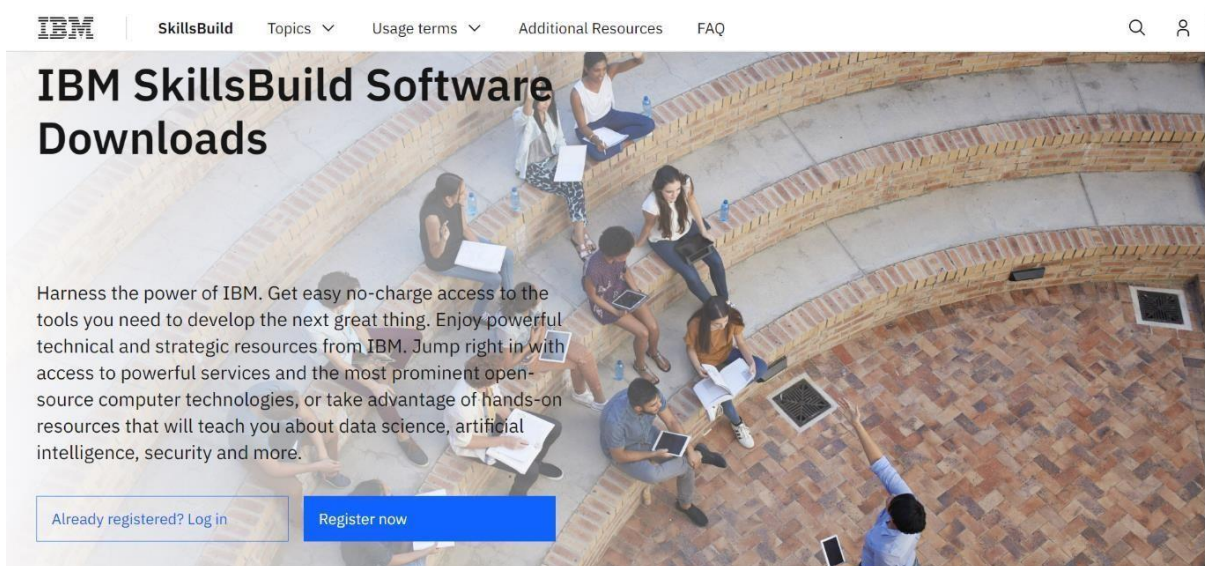 IBM SkillsBuild Topics Usage terms Additional Resources FAQ
IBM SkillsBuild Software
Downloads
Harness the power of IBM. Get easy no-charge access to the
tools you need to develop the next great thing. Enjoy powerful
technical and strategic resources from IBM. Jump right in with
access to powerful services and the most prominent open-
source computer technologies, or take advantage of hands-on
resources that will teach you about data science, artificial
intelligence, security and more.
Already registered? Log in Register now